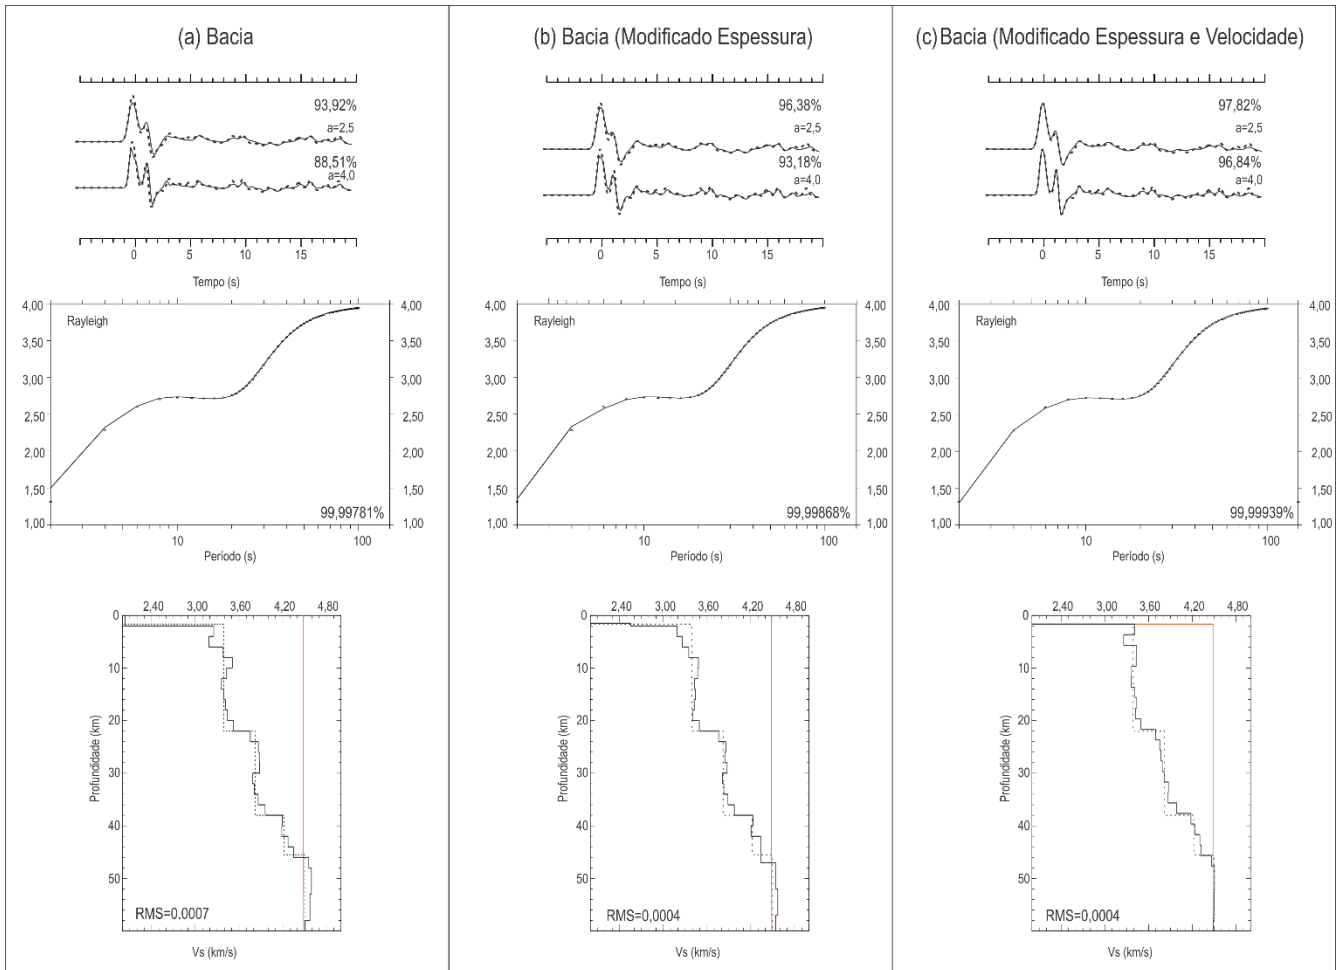 (a) Bacia
93,92%
a=2,5
88,51%
a=4,0
0 5 10 15
Tempo (s)
4,00 4,00
Rayleigh
3,50 3,50
3,00 3,00
2,50 2,50
2,00 2,00
1,50 1,50
99,99781%
1,00 1,00
10 100
Período (s)
2,40 3,00 3,60 4,20 4,80
0
10
20
Profundidade (km)
30
40
50
RMS=0.0007
Vs (km/s)
(b) Bacia (Modificado Espessura)
96,38%
a=2,5
93,18%
a=4,0
0 5 10 15
Tempo (s)
4,00 4,00
Rayleigh
3,50 3,50
3,00 3,00
2,50 2,50
2,00 2,00
1,50 1,50
99,99868%
1,00 1,00
10 100
Período (s)
2,40 3,00 3,60 4,20 4,80
0
10
20
Profundidade (km)
30
40
50
RMS=0,0004
Vs (km/s)
(c) Bacia (Modificado Espessura e Velocidade)
97,82%
a=2,5
96,84%
a=4,0
0 5 10 15
Tempo (s)
4,00 4,00
Rayleigh
3,50 3,50
3,00 3,00
2,50 2,50
2,00 2,00
1,50 1,50
99,99939%
1,00 1,00
10 100
Período (s)
2,40 3,00 3,60 4,20 4,80
0
10
20
Profundidade (km)
30
40
50
RMS=0,0004
Vs (km/s)